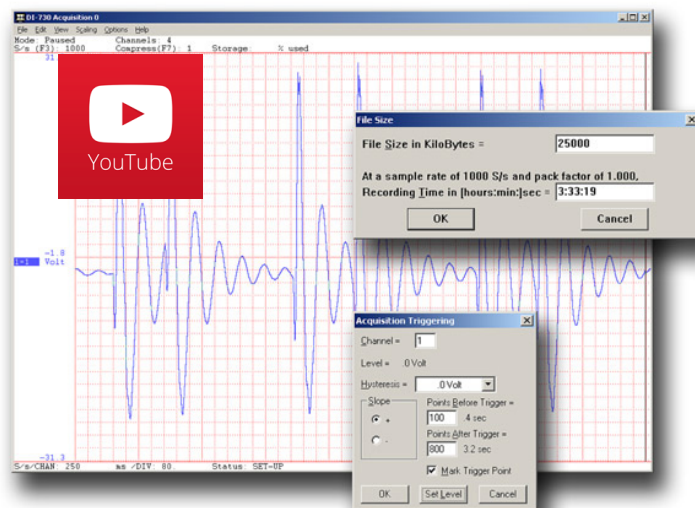 DI-730 Acquisition 0
File Edit View Scaling Options Help
Mode: Paused Channels: 4
S/s (F3): 1000 Compress(F7): 1 Storage: % used
31.
YouTube
-1.8
1=1 Volt
-31.3
S/s/CHAN: 250 ms /DIV: 80. Status: SET-UP
File Size
File Size in KiloBytes = 25000
At a sample rate of 1000 S/s and pack factor of 1.000,
Recording Time in [hours:min:]sec = 3:33:19
OK Cancel
Acquisition Triggering
Channel = 1
Level = .0 Volt
Hysteresis = .0 Volt
Slope
+
-
Points Before Trigger =
100 .4 sec
Points After Trigger =
800 3.2 sec
Mark Trigger Point
OK Set Level Cancel